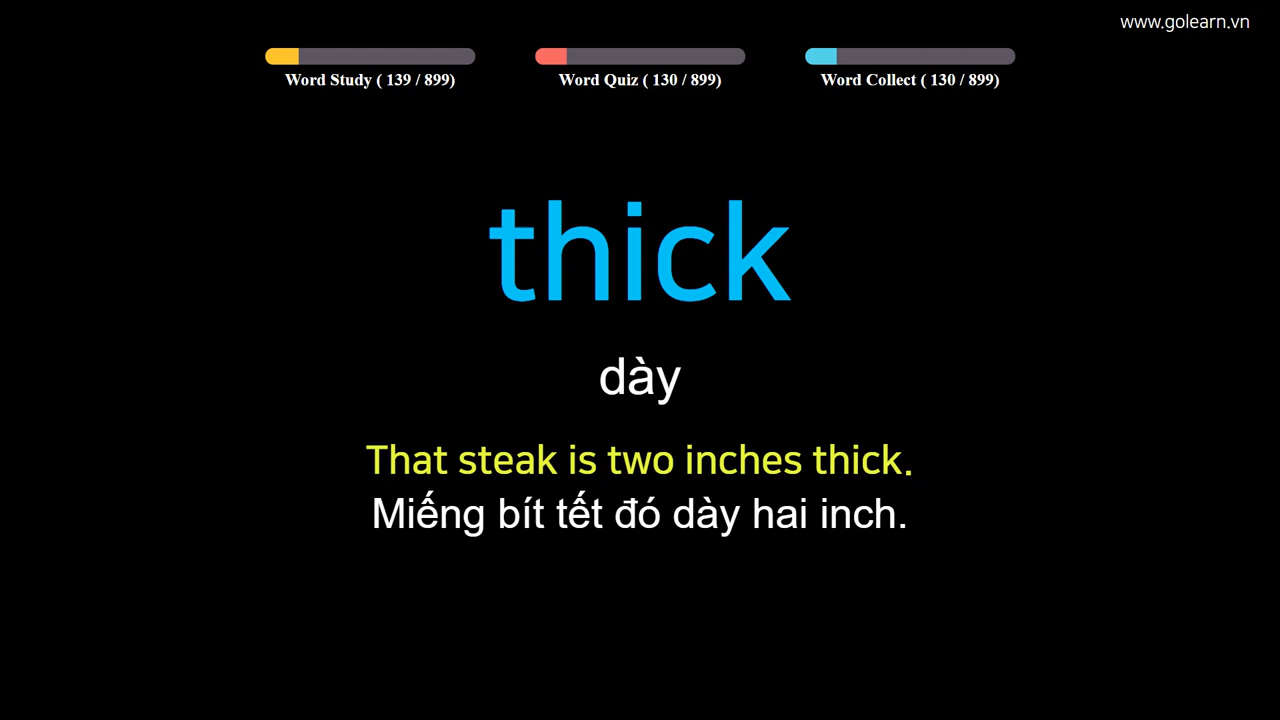 www.golearn.vn
Word Study ( 139 / 899)
Word Quiz ( 130 / 899)
Word Collect ( 130 / 899)
thick
dày
That steak is two inches thick.
Miếng bít tết đó dày hai inch.